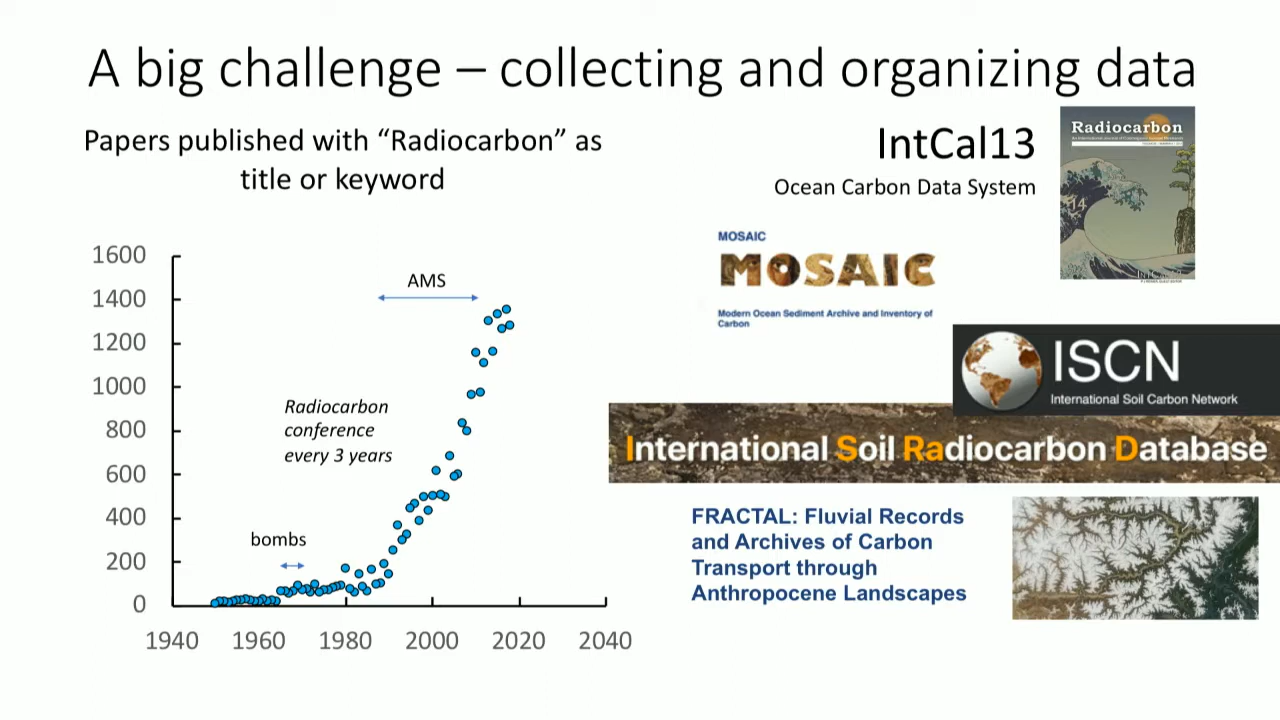 A big challenge – collecting and organizing data
Papers published with “Radiocarbon” as
title or keyword
1600
1400
1200
1000
800
600
400
200
0
1940 1960 1980 2000 2020 2040
AMS
Radiocarbon
conference
every 3 years
bombs
IntCal13
Ocean Carbon Data System
Radiocarbon
14
MOSAIC
MOSAIC
Modern Ocean Sediment Archive and Inventory of
Carbon
ISCN
International Soil Carbon Network
International Soil Radiocarbon Database
FRACTAL: Fluvial Records
and Archives of Carbon
Transport through
Anthropocene Landscapes